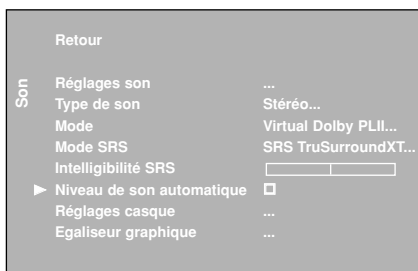 Retour
Son
Réglages son ...
Type de son Stéréo...
Mode Virtual Dolby PLII...
Mode SRS SRS TruSurroundXT...
Intelligibilité SRS
Niveau de son automatique
Réglages casque ...
Egaliseur graphique ...